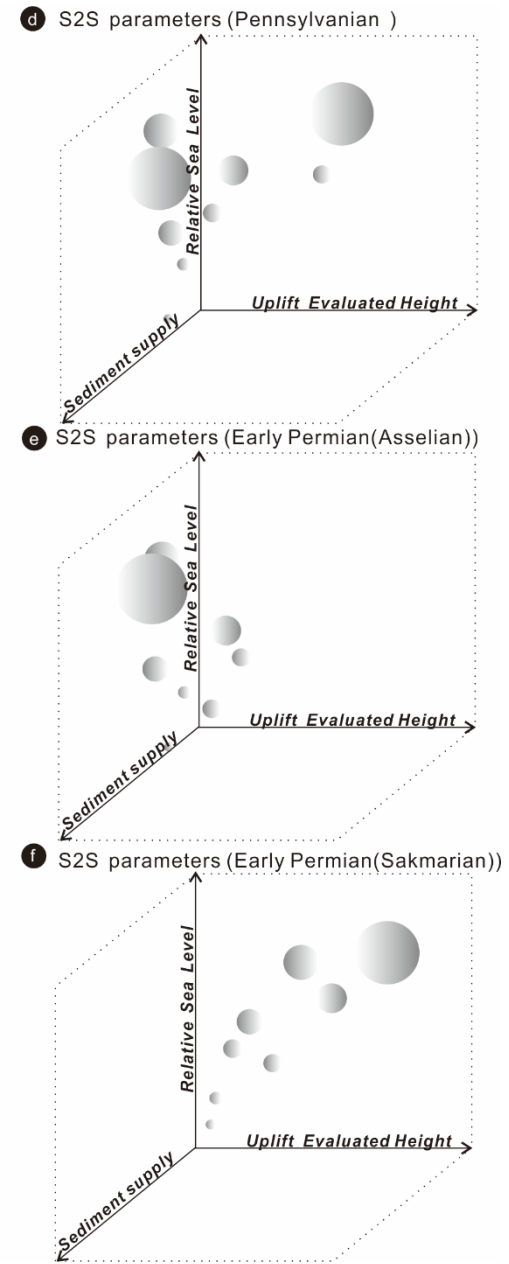 d S2S parameters (Pennsylvanian )
Relative Sea Level
Uplift Evaluated Height
Sediment supply
e S2S parameters (Early Permian(Asselian))
Relative Sea Level
Uplift Evaluated Height
Sediment supply
f S2S parameters (Early Permian(Sakmarian))
Relative Sea Level
Uplift Evaluated Height
Sediment supply